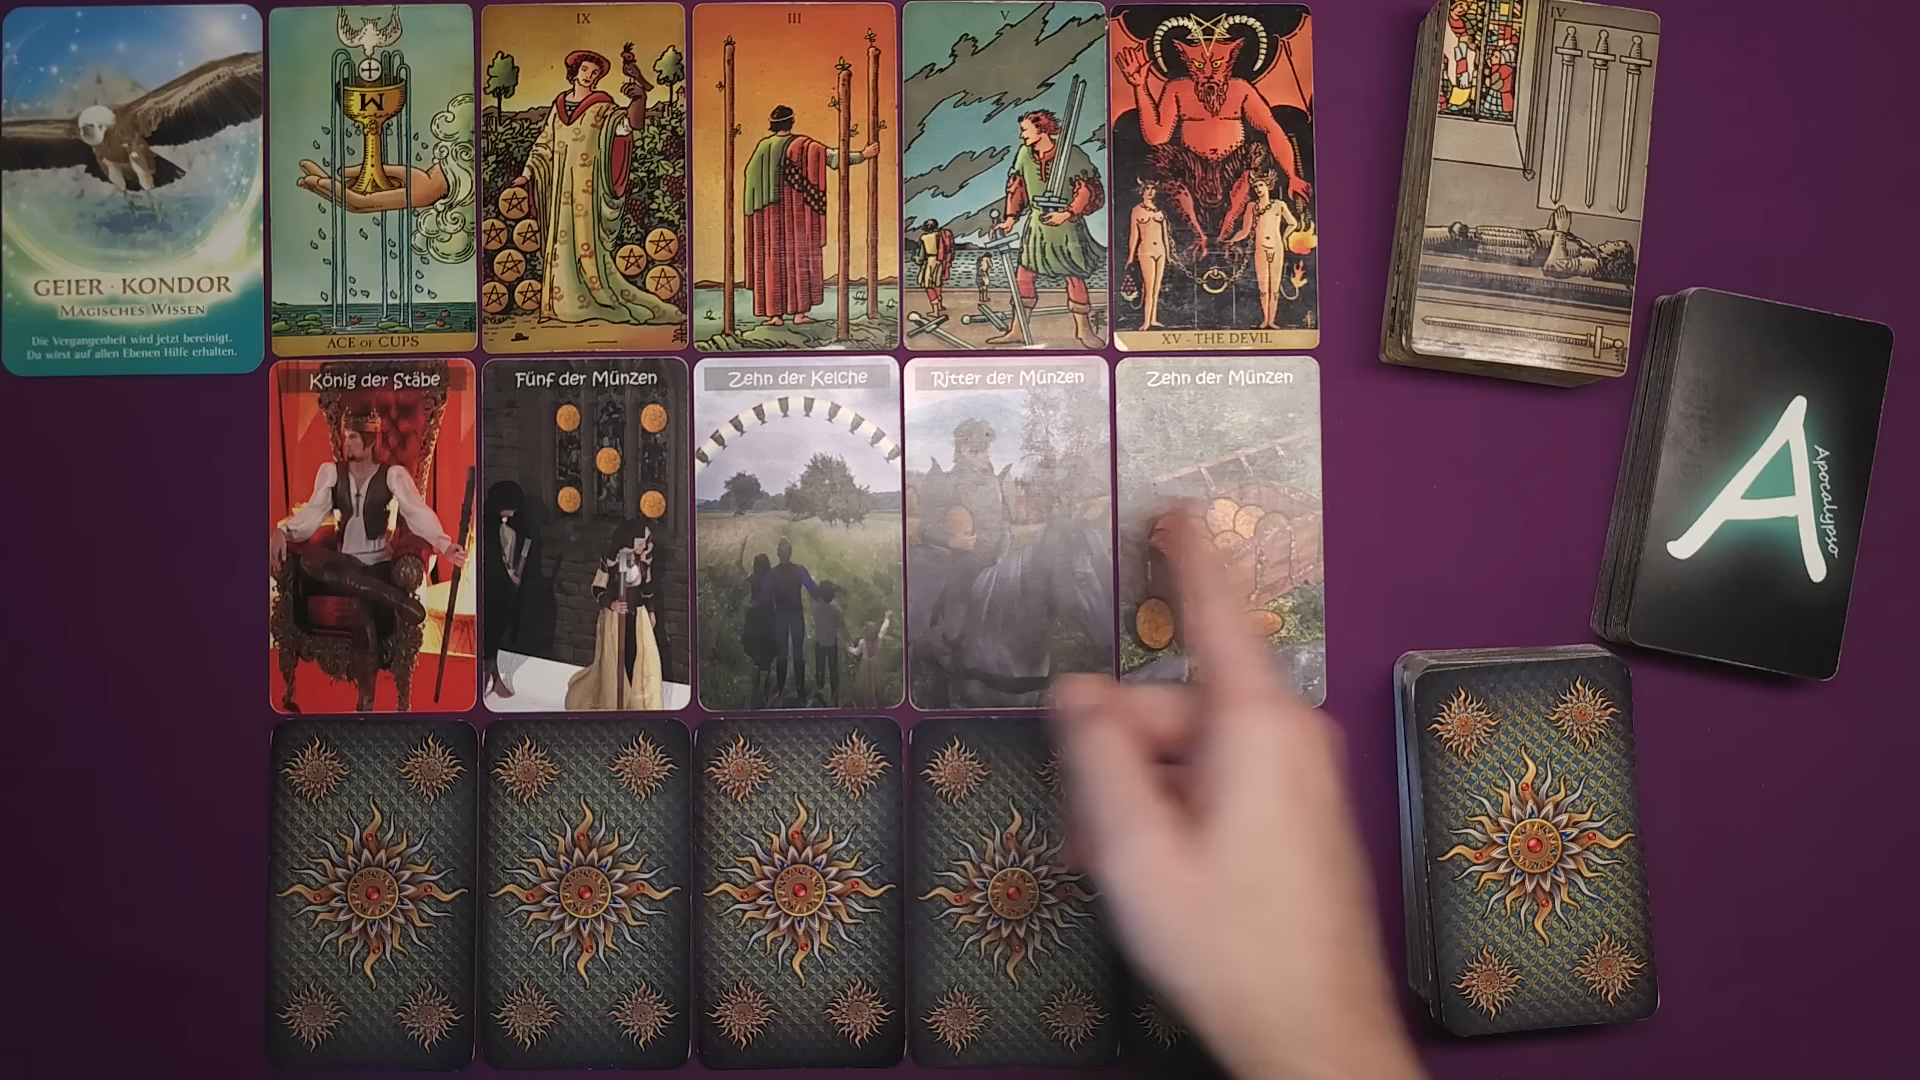 GEIER · KONDOR
MAGISCHES WISSEN
Die Vergangenheit wird jetzt bereinigt.
Du wirst auf allen Ebenen Hilfe erhalten.
ACE OF CUPS
IX
III
V
XV - THE DEVIL
IV
König der Stäbe
Fünf der Münzen
Zehn der Kelche
Ritter der Münzen
Zehn der Münzen
A
Apocalypso